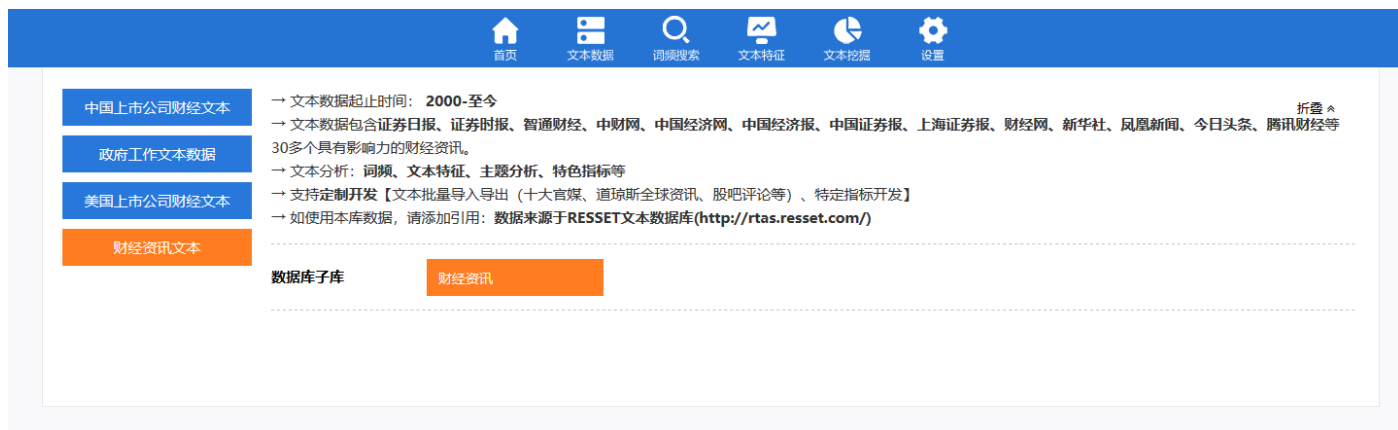 首页 文本数据 词频搜索 文本特征 文本挖掘 设置
中国上市公司财经文本
政府工作文本数据
美国上市公司财经文本
财经资讯文本
→ 文本数据起止时间： 2000-至今
折叠
→ 文本数据包含证券日报、证券时报、智通财经、中财网、中国经济网、中国经济报、中国证券报、上海证券报、财经网、新华社、凤凰新闻、今日头条、腾讯财经等
30多个具有影响力的财经资讯。
→ 文本分析：词频、文本特征、主题分析、特色指标等
→ 支持定制开发【文本批量导入导出（十大官媒、道琼斯全球资讯、股吧评论等）、特定指标开发】
→ 如使用本库数据，请添加引用：数据来源于RESSET文本数据库(http://rtas.resset.com/)
数据库子库 财经资讯